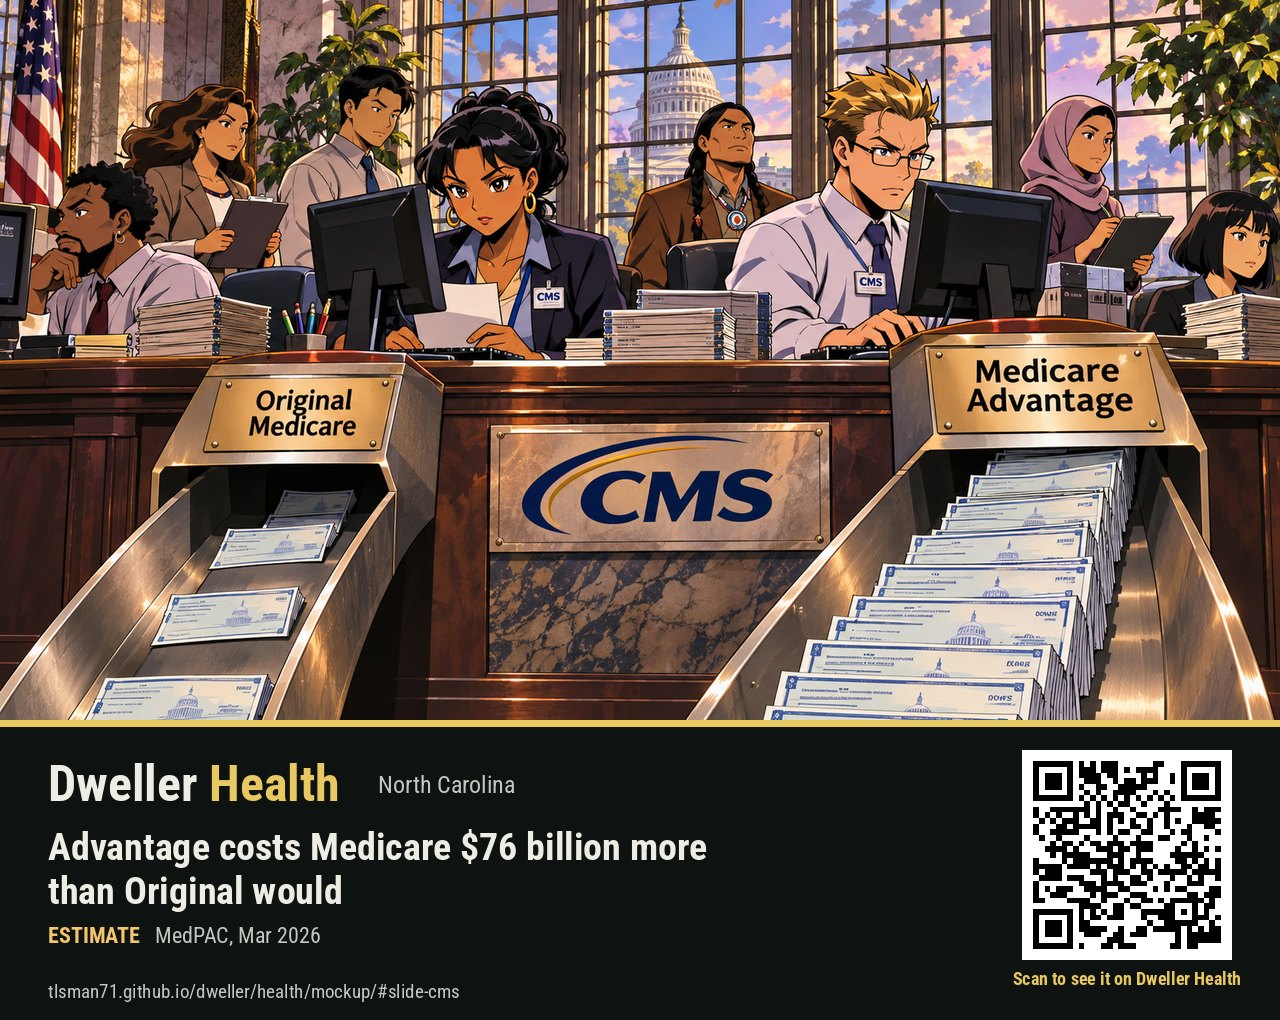 Original
Medicare
Medicare
Advantage
CMS
CMS
CMS
Dweller Health
North Carolina
Advantage costs Medicare $76 billion more
than Original would
ESTIMATE MedPAC, Mar 2026
tlsman71.github.io/dweller/health/mockup/#slide-cms
Scan to see it on Dweller Health